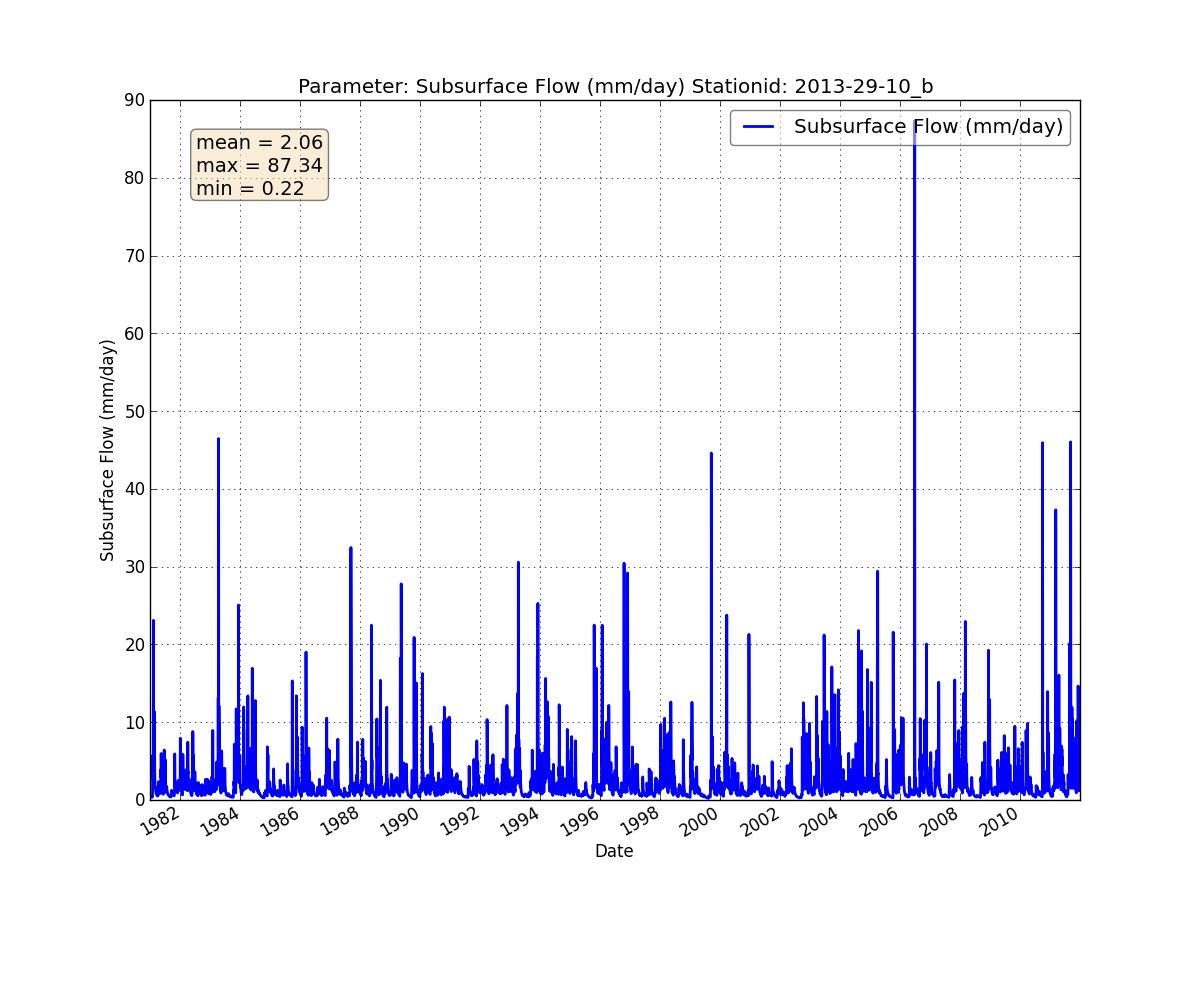 Parameter: Subsurface Flow (mm/day) Stationid: 2013-29-10_b
90
80
70
60
50
40
30
20
10
0
Subsurface Flow (mm/day)
mean = 2.06
max = 87.34
min = 0.22
Subsurface Flow (mm/day)
1982 1984 1986 1988 1990 1992 1994 1996 1998 2000 2002 2004 2006 2008 2010
Date